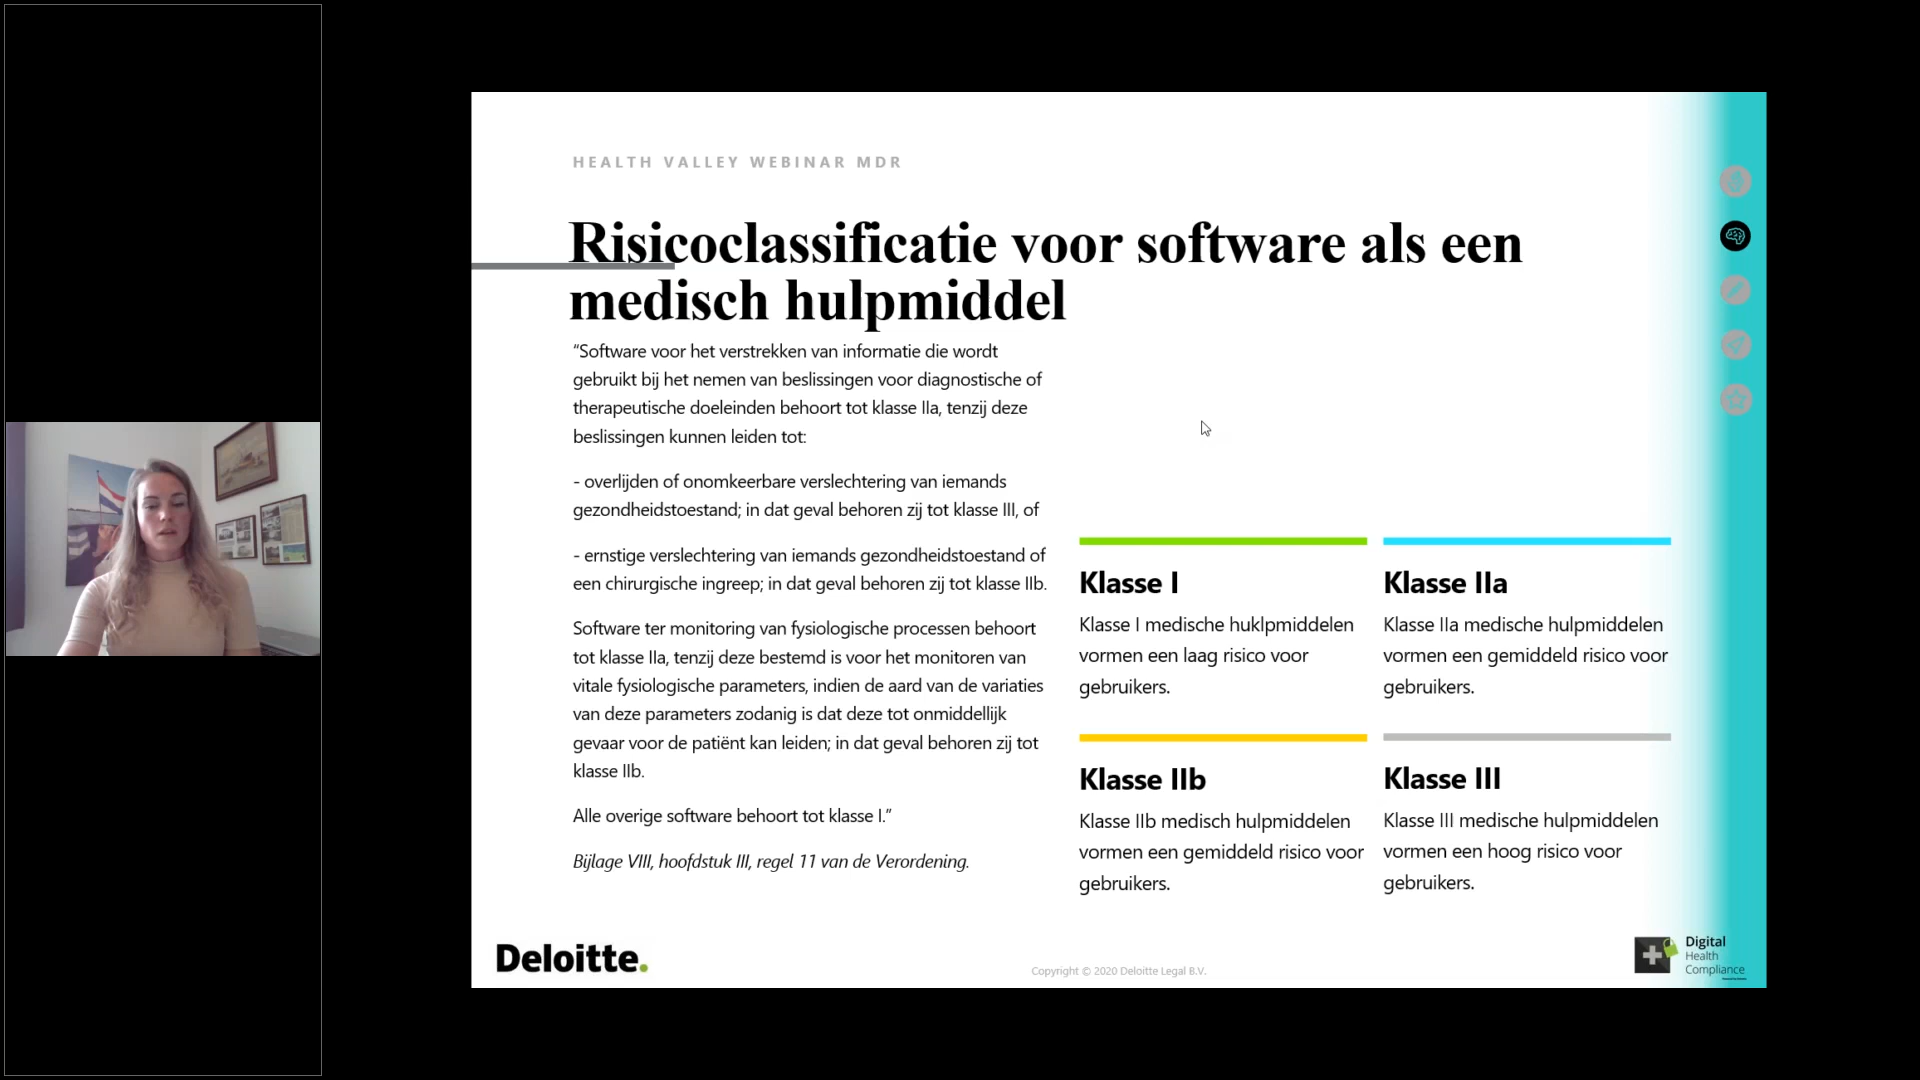 HEALTH VALLEY WEBINAR MDR
Risicoclassificatie voor software als een
medisch hulpmiddel
“Software voor het verstrekken van informatie die wordt
gebruikt bij het nemen van beslissingen voor diagnostische of
therapeutische doeleinden behoort tot klasse IIa, tenzij deze
beslissingen kunnen leiden tot:
- overlijden of onomkeerbare verslechtering van iemands
gezondheidstoestand; in dat geval behoren zij tot klasse III, of
- ernstige verslechtering van iemands gezondheidstoestand of
een chirurgische ingreep; in dat geval behoren zij tot klasse IIb.
Software ter monitoring van fysiologische processen behoort
tot klasse IIa, tenzij deze bestemd is voor het monitoren van
vitale fysiologische parameters, indien de aard van de variaties
van deze parameters zodanig is dat deze tot onmiddellijk
gevaar voor de patiënt kan leiden; in dat geval behoren zij tot
klasse IIb.
Alle overige software behoort tot klasse I.”
Bijlage VIII, hoofdstuk III, regel 11 van de Verordening.
Klasse I
Klasse I medische huklpmiddelen
vormen een laag risico voor
gebruikers.
Klasse IIa
Klasse IIa medische hulpmiddelen
vormen een gemiddeld risico voor
gebruikers.
Klasse IIb
Klasse IIb medisch hulpmiddelen
vormen een gemiddeld risico voor
gebruikers.
Klasse III
Klasse III medische hulpmiddelen
vormen een hoog risico voor
gebruikers.
Deloitte.
Copyright © 2020 Deloitte Legal B.V.
Digital
Health
Compliance